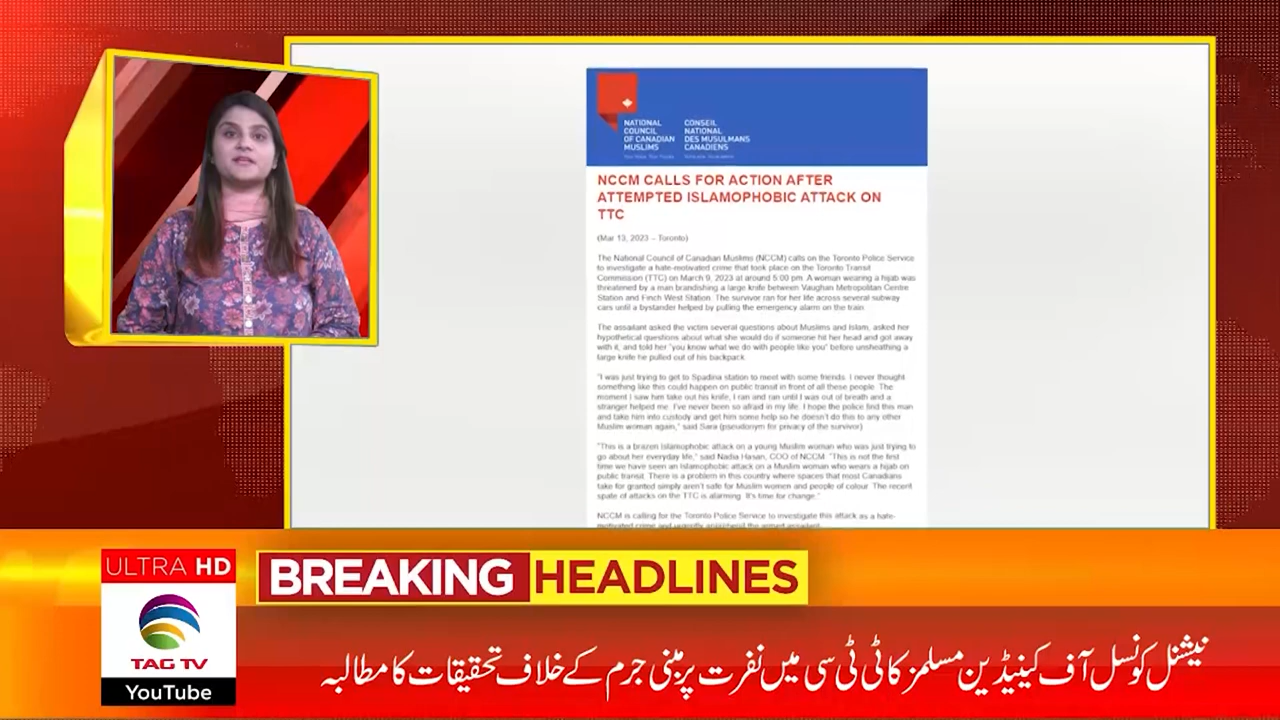 NATIONAL
COUNCIL
OF CANADIAN
MUSLIMS
CONSEIL
NATIONAL
DES MUSULMANS
CANADIENS
NCCM CALLS FOR ACTION AFTER
ATTEMPTED ISLAMOPHOBIC ATTACK ON
TTC
(Mar 13, 2023 – Toronto)
The National Council of Canadian Muslims (NCCM) calls on the Toronto Police Service
to investigate a hate-motivated crime that took place on the Toronto Transit
Commission (TTC) on March 9, 2023 at around 5:00 pm. A woman wearing a hijab was
threatened by a man brandishing a large knife between Vaughan Metropolitan Centre
Station and Finch West Station. The survivor ran for her life across several subway
cars until a bystander helped by pulling the emergency alarm on the train.
The assailant asked the victim several questions about Muslims and Islam, asked her
hypothetical questions about what she would do if someone hit her head and got away
with it, and told her "you know what we do with people like you" before unsheathing a
large knife he pulled out of his backpack.
"I was just trying to get to Spadina station to meet with some friends. I never thought
something like this could happen on public transit in front of all these people. The
moment I saw him take out his knife, I ran and ran until I was out of breath and a
stranger helped me. I've never been so afraid in my life. I hope the police find this man
and take him into custody and get him some help so he doesn't do this to any other
Muslim woman again," said Sara (pseudonym for privacy of the survivor)
"This is a brazen Islamophobic attack on a young Muslim woman who was just trying to
go about her everyday life," said Nadia Hasan, COO of NCCM. "This is not the first
time we have seen an Islamophobic attack on a Muslim woman who wears a hijab on
public transit. There is a problem in this country where spaces that most Canadians
take for granted simply aren't safe for Muslim women and people of colour. The recent
spate of attacks on the TTC is alarming. It's time for change."
NCCM is calling for the Toronto Police Service to investigate this attack as a hate-
motivated crime and urgently apprehend the armed assailant.
ULTRA HD
TAG TV
YouTube
BREAKING HEADLINES
نیشنل کونسل آف کینیڈین مسلمز کا ٹی ٹی سی میں نفرت پر مبنی جرم کے خلاف تحقیقات کا مطالبہ